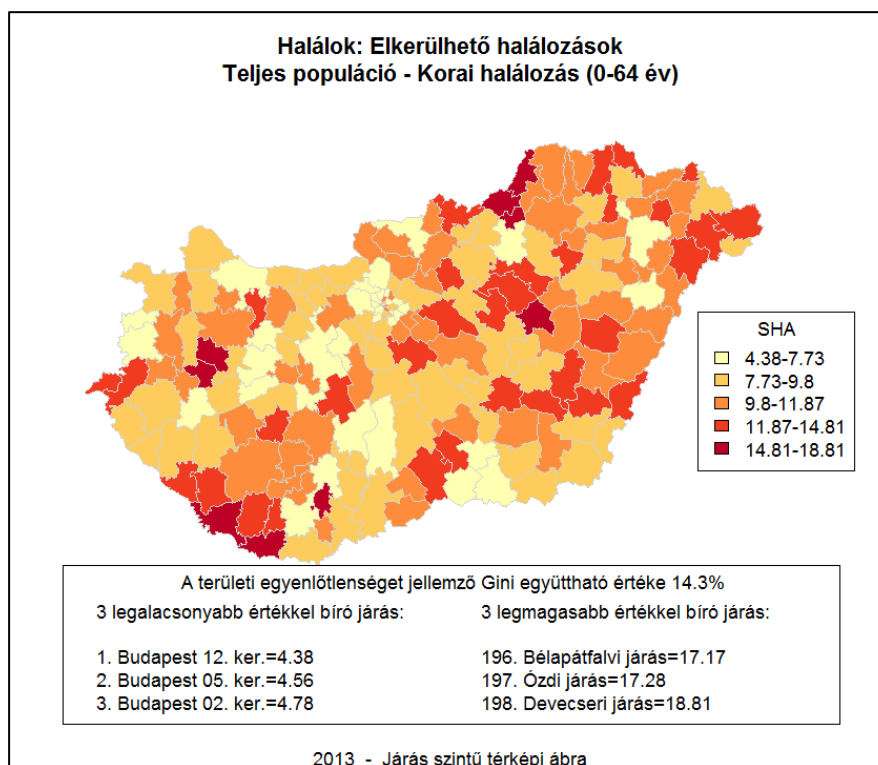 Halálok: Elkerülhető halálozások
Teljes populáció - Korai halálozás (0-64 év)
SHA
4.38-7.73
7.73-9.8
9.8-11.87
11.87-14.81
14.81-18.81
A területi egyenlőtlenséget jellemző Gini együttható értéke 14.3%
3 legalacsonyabb értékkel bíró járás:
1. Budapest 12. ker.=4.38
2. Budapest 05. ker.=4.56
3. Budapest 02. ker.=4.78
3 legmagasabb értékkel bíró járás:
196. Bélapátfalvi járás=17.17
197. Ózdi járás=17.28
198. Devecseri járás=18.81
2013 - Járás szintű térképi ábra